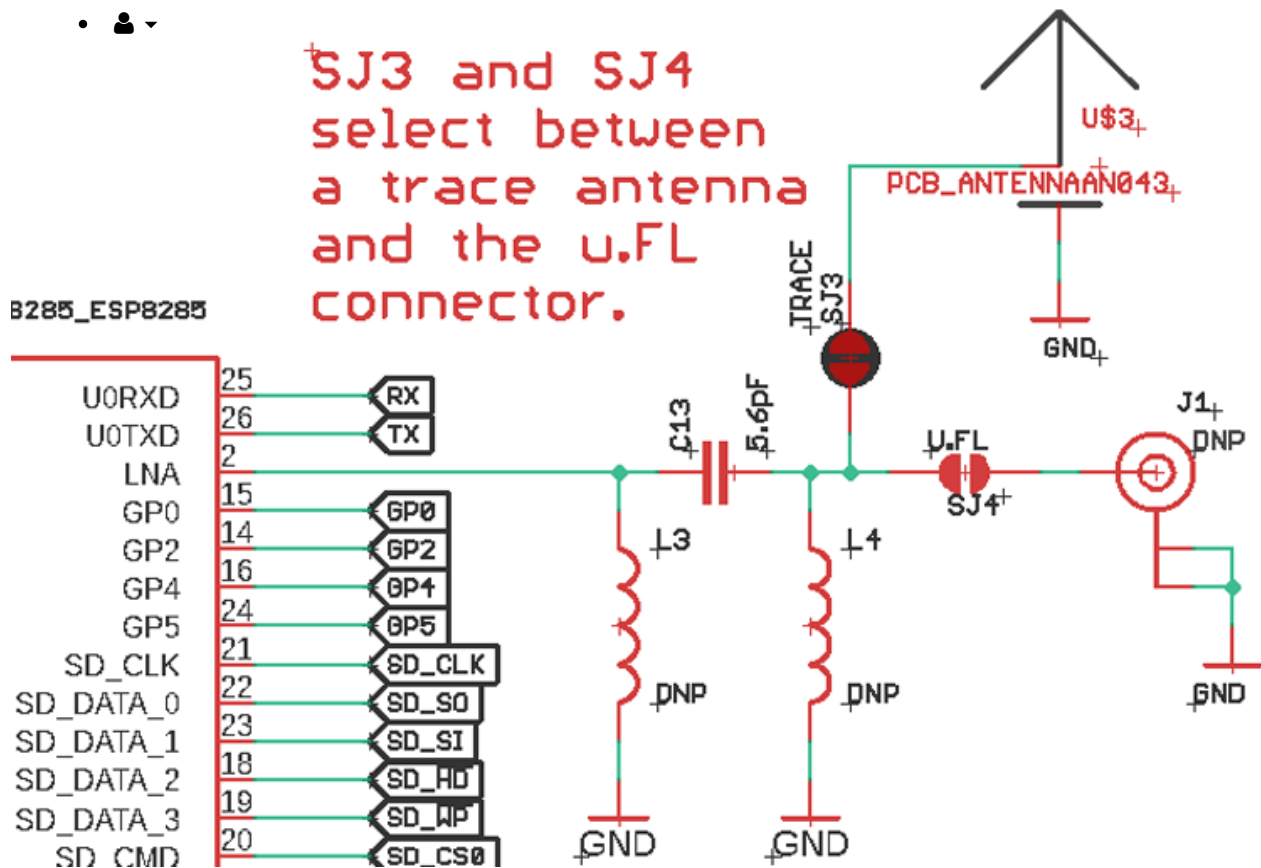 SJ3 and SJ4
select between
a trace antenna
and the u.FL
connector.
U$3
PCB_ANTENNAAN043
GND
TRACE
SJ3
8285_ESP8285
U0RXD 25 RX
U0TXD 26 TX
LNA 2
GP0 15 GP0
GP2 14 GP2
GP4 16 GP4
GP5 24 GP5
SD_CLK 21 SD_CLK
SD_DATA_0 22 SD_SO
SD_DATA_1 23 SD_SI
SD_DATA_2 18 SD_HD
SD_DATA_3 19 SD_WP
SD_CMD 20 SD_CS0
C13
5.6pF
U.FL
SJ4
J1
DNP
GND
L3
DNP
GND
L4
DNP
GND